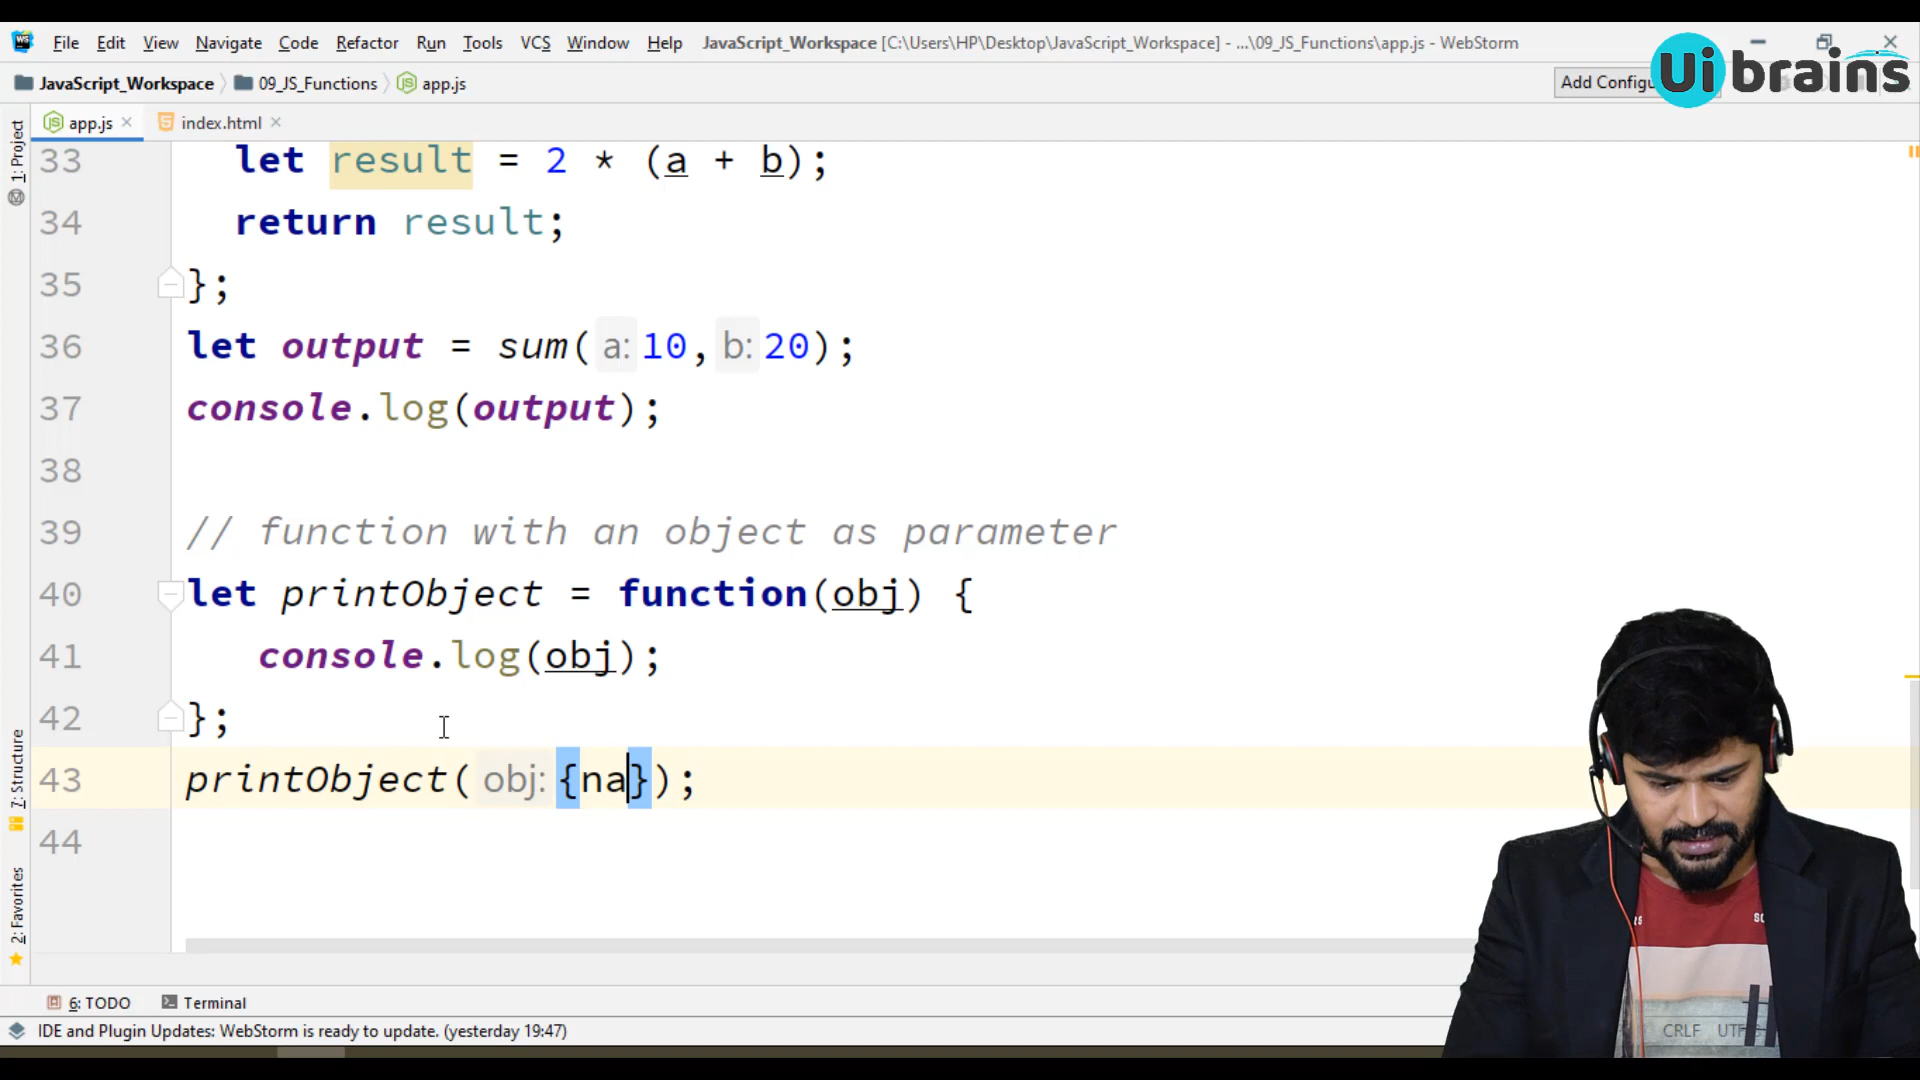 File Edit View Navigate Code Refactor Run Tools VCS Window Help JavaScript_Workspace [C:\Users\HP\Desktop\JavaScript_Workspace] - ...\09_JS_Functions\app.js - WebStorm
JavaScript_Workspace 09_JS_Functions app.js Add Configu
Ui brains
app.js index.html
1: Project
7: Structure
2: Favorites
33 let result = 2 * (a + b);
34 return result;
35 };
36 let output = sum( a: 10, b: 20);
37 console.log(output);
38
39 // function with an object as parameter
40 let printObject = function(obj) {
41 console.log(obj);
42 };
43 printObject( obj: {na});
44
6: TODO Terminal
IDE and Plugin Updates: WebStorm is ready to update. (yesterday 19:47) CRLF